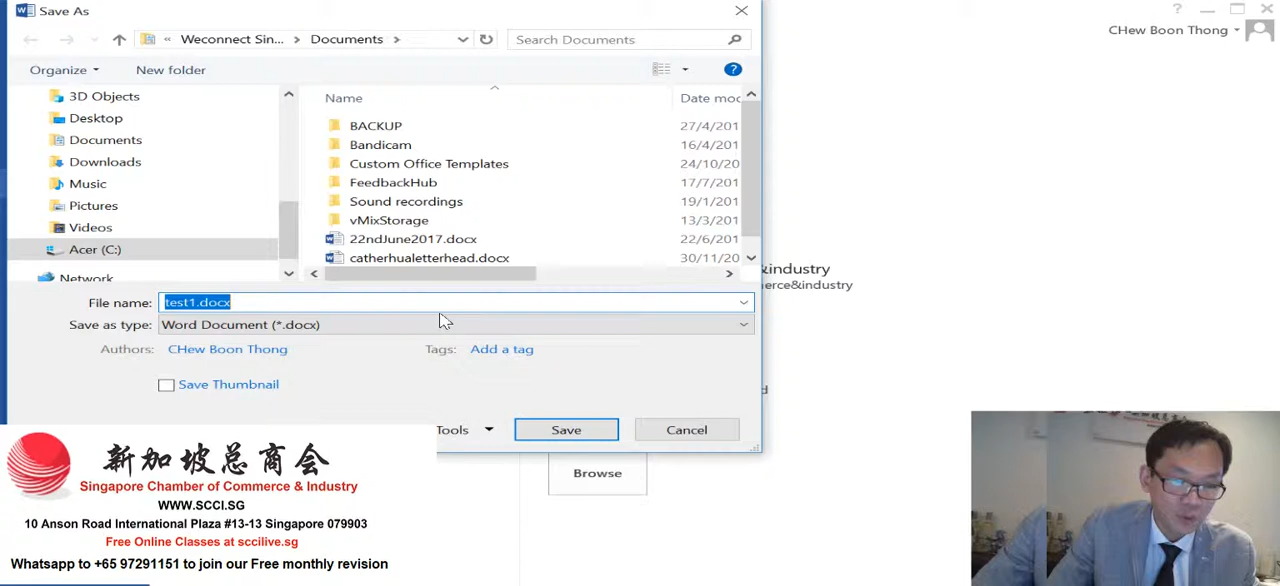 Save As
?
CHew Boon Thong
« Weconnect Sin... > Documents >
Search Documents
Organize
New folder
?
3D Objects
Desktop
Documents
Downloads
Music
Pictures
Videos
Acer (C:)
Network
Name
Date mod
BACKUP
27/4/201
Bandicam
16/4/201
Custom Office Templates
24/10/20
FeedbackHub
17/7/201
Sound recordings
19/1/201
vMixStorage
13/3/201
22ndJune2017.docx
22/6/201
catherhualetterhead.docx
30/11/20
&industry
erce&industry
File name: test1.docx
Save as type: Word Document (*.docx)
Authors: CHew Boon Thong
Tags: Add a tag
Save Thumbnail
d
Tools
Save
Cancel
Browse
新加坡总商会
Singapore Chamber of Commerce & Industry
WWW.SCCI.SG
10 Anson Road International Plaza #13-13 Singapore 079903
Free Online Classes at sccilive.sg
Whatsapp to +65 97291151 to join our Free monthly revision